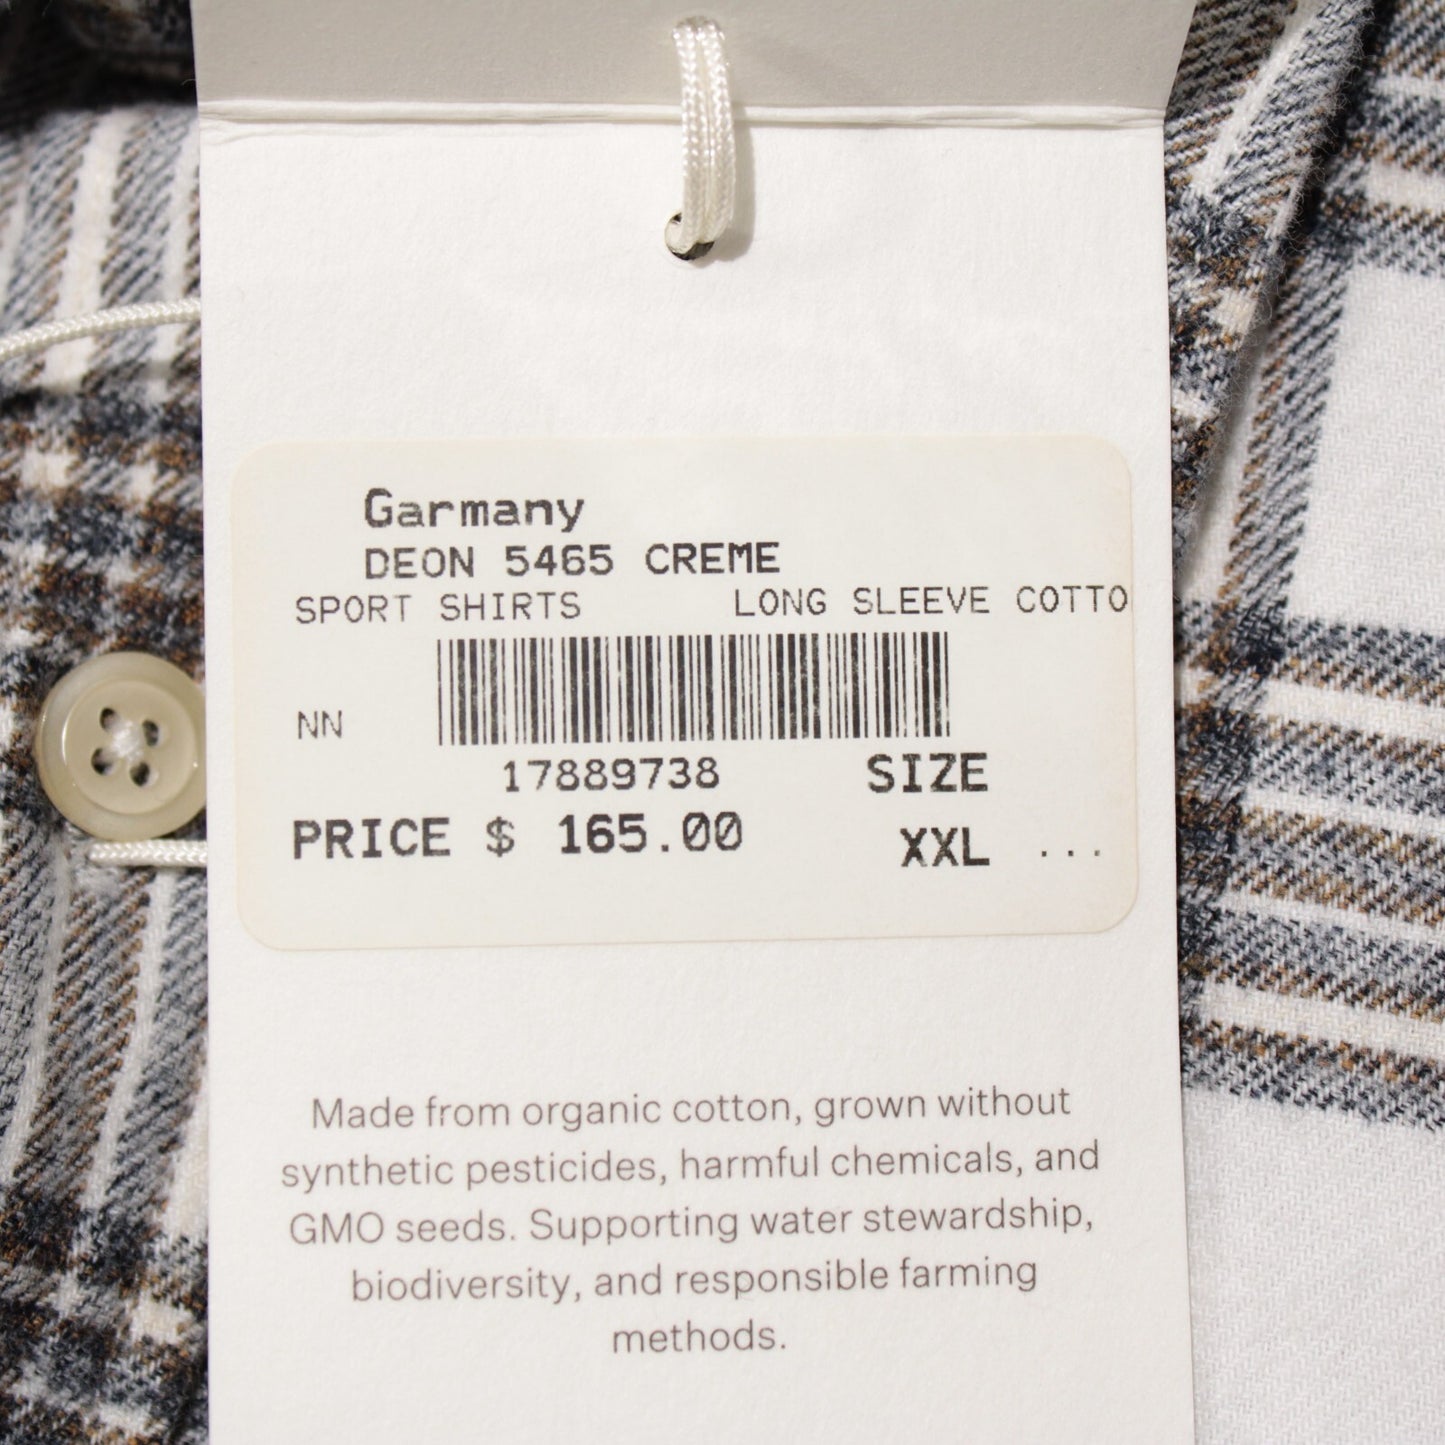 Garmany
DEON 5465 CREME
SPORT SHIRTS LONG SLEEVE COTTO
NN
17889738 SIZE
PRICE $ 165.00 XXL ...
Made from organic cotton, grown without
synthetic pesticides, harmful chemicals, and
GMO seeds. Supporting water stewardship,
biodiversity, and responsible farming
methods.